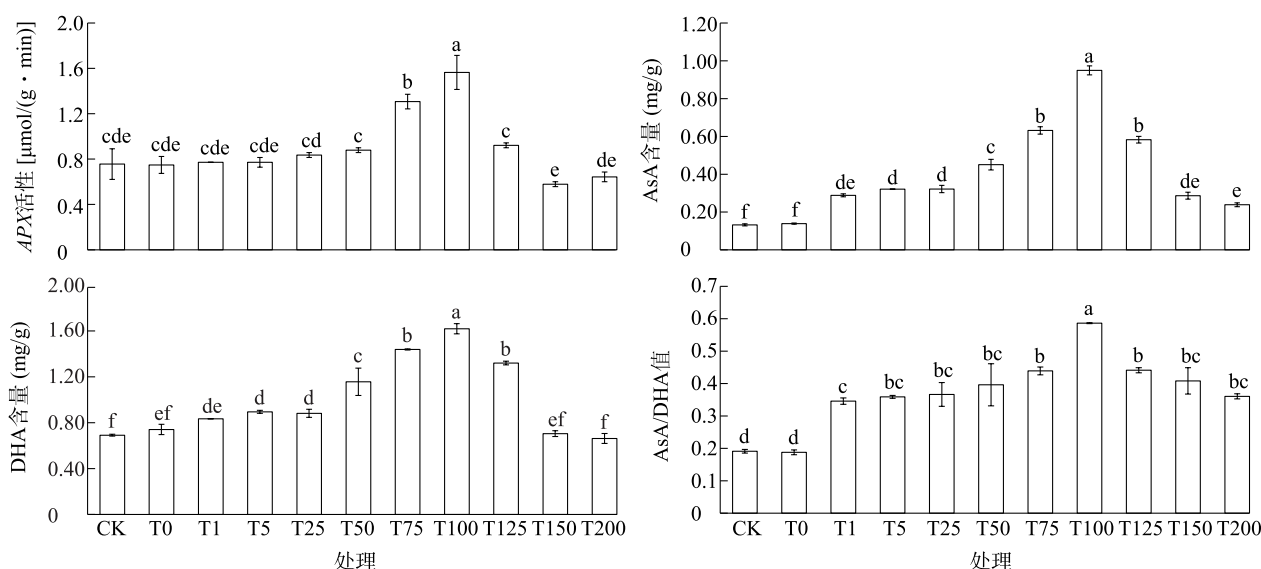 APX活性 [μmol/(g·min)]
2.0
1.6
1.2
0.8
0.4
0
cde cde cde cde cd c b a c e de
AsA含量 (mg/g)
1.20
1.00
0.80
0.60
0.40
0.20
0
f f de d d c b a b de e
DHA含量 (mg/g)
2.00
1.60
1.20
0.80
0.40
0
f ef de d d c b a b ef f
CK T0 T1 T5 T25 T50 T75 T100 T125 T150 T200
处理
AsA/DHA值
0.7
0.6
0.5
0.4
0.3
0.2
0.1
0
d d c bc bc bc b a b bc bc
CK T0 T1 T5 T25 T50 T75 T100 T125 T150 T200
处理